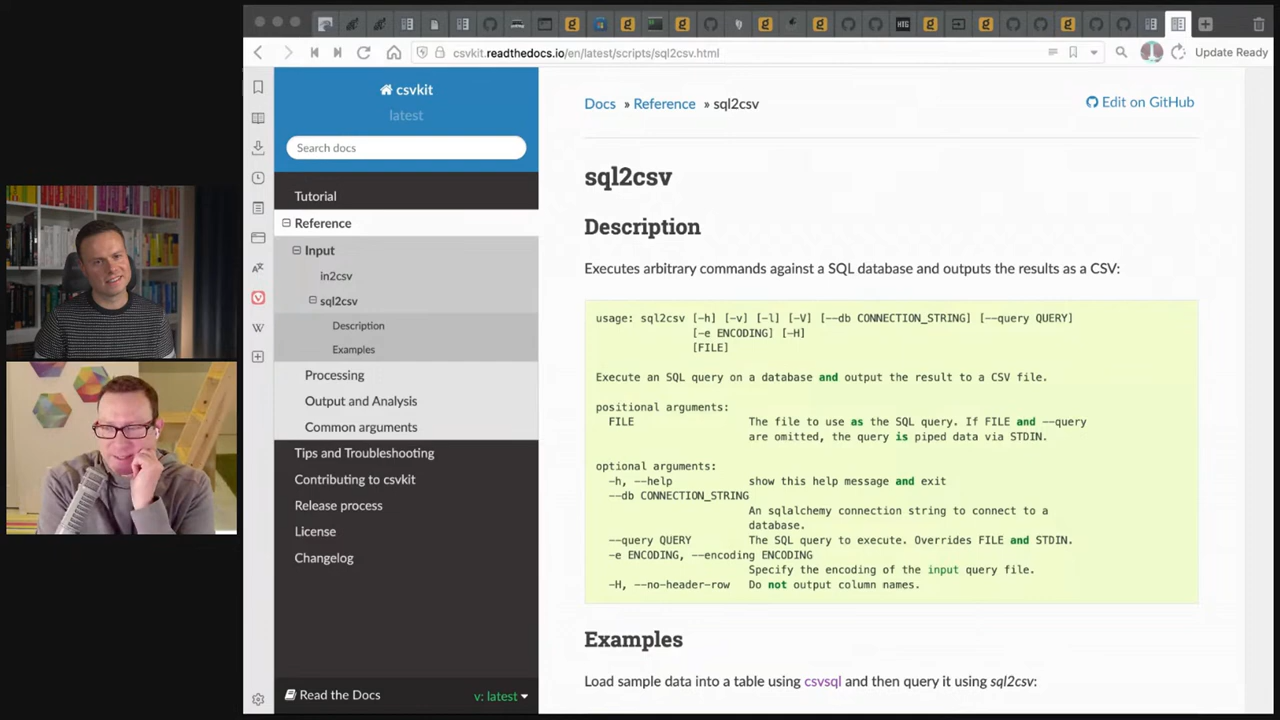 csvkit.readthedocs.io/en/latest/scripts/sql2csv.html
Update Ready
csvkit
latest
Search docs
Tutorial
Reference
Input
in2csv
sql2csv
Description
Examples
Processing
Output and Analysis
Common arguments
Tips and Troubleshooting
Contributing to csvkit
Release process
License
Changelog
Read the Docs
v: latest
Docs » Reference » sql2csv
Edit on GitHub
sql2csv
Description
Executes arbitrary commands against a SQL database and outputs the results as a CSV:
usage: sql2csv [-h] [-v] [-l] [-V] [--db CONNECTION_STRING] [--query QUERY]
[-e ENCODING] [-H]
[FILE]
Execute an SQL query on a database and output the result to a CSV file.
positional arguments:
FILE The file to use as the SQL query. If FILE and --query
are omitted, the query is piped data via STDIN.
optional arguments:
-h, --help show this help message and exit
--db CONNECTION_STRING
An sqlalchemy connection string to connect to a
database.
--query QUERY The SQL query to execute. Overrides FILE and STDIN.
-e ENCODING, --encoding ENCODING
Specify the encoding of the input query file.
-H, --no-header-row Do not output column names.
Examples
Load sample data into a table using csvsql and then query it using sql2csv: